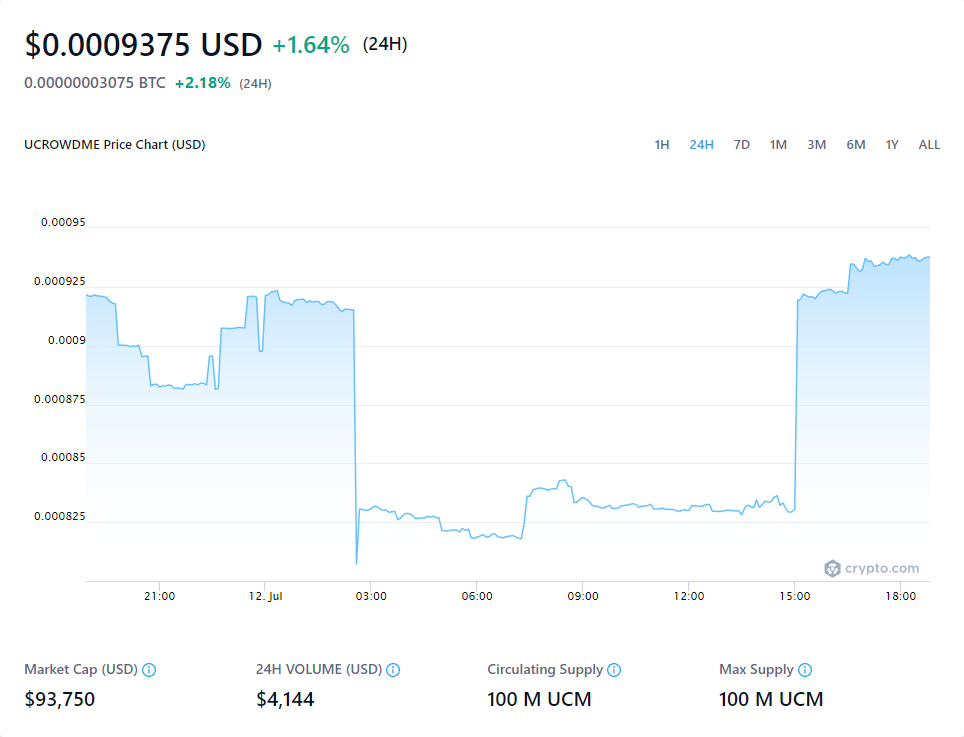 $0.0009375 USD +1.64% (24H)
0.00000003075 BTC +2.18% (24H)
UCROWDME Price Chart (USD) 1H 24H 7D 1M 3M 6M 1Y ALL
0.00095
0.000925
0.0009
0.000875
0.00085
0.000825
crypto.com
21:00 12. Jul 03:00 06:00 09:00 12:00 15:00 18:00
Market Cap (USD) 24H VOLUME (USD) Circulating Supply Max Supply
$93,750 $4,144 100 M UCM 100 M UCM